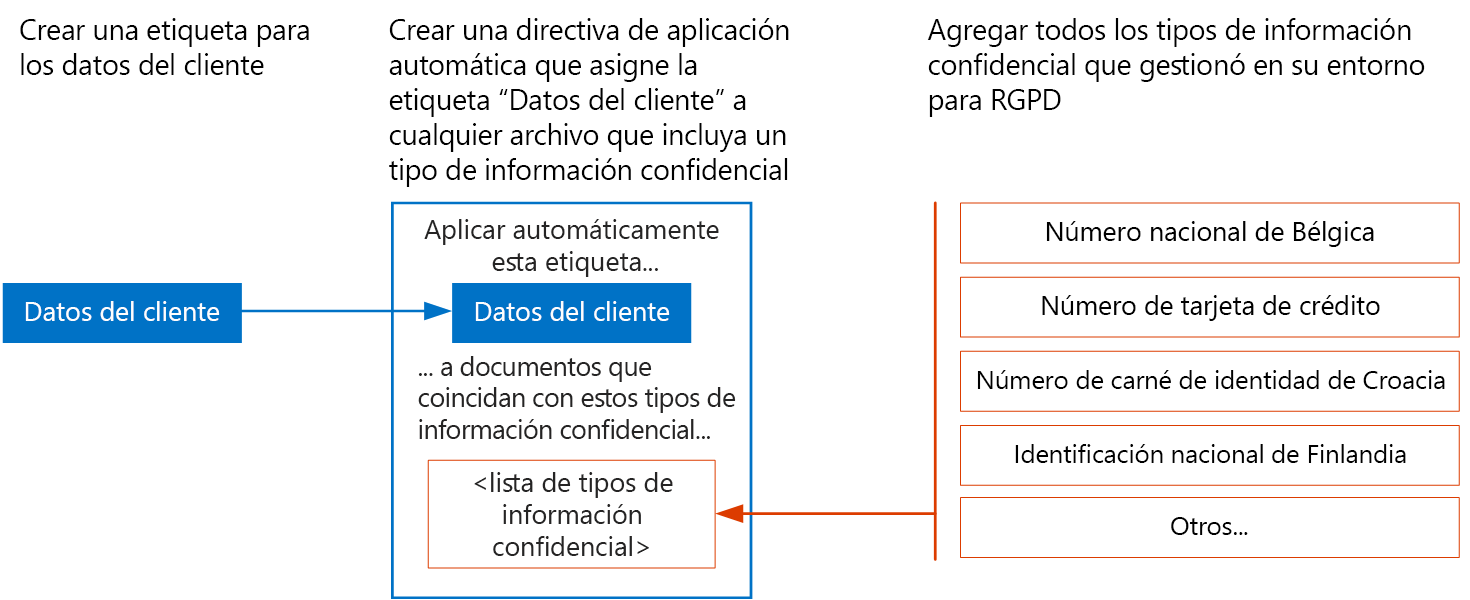 Crear una etiqueta para
los datos del cliente
Crear una directiva de aplicación
automática que asigne la
etiqueta “Datos del cliente” a
cualquier archivo que incluya un
tipo de información confidencial
Agregar todos los tipos de información
confidencial que gestionó en su entorno
para RGPD
Datos del cliente
Aplicar automáticamente
esta etiqueta...
Datos del cliente
... a documentos que
coincidan con estos tipos de
información confidencial...
<lista de tipos de
información
confidencial>
Número nacional de Bélgica
Número de tarjeta de crédito
Número de carné de identidad de Croacia
Identificación nacional de Finlandia
Otros...